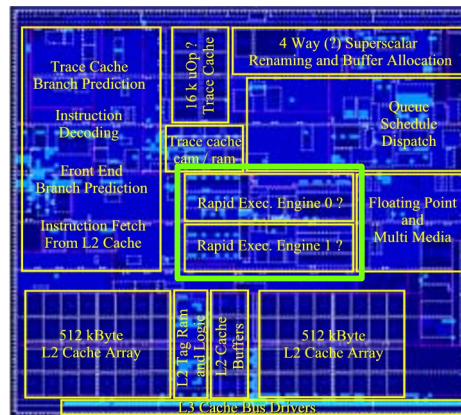 Trace Cache
Branch Prediction
Instruction
Decoding
Eront End
Branch Prediction
Instruction Fetch
From L2 Cache
16 k uOp ?
Trace Cache
4 Way (?) Superscalar
Renaming and Buffer Allocation
Trace cache
cam / ram
Queue
Schedule
Dispatch
Rapid Exec. Engine 0 ?
Rapid Exec. Engine 1 ?
Floating Point
and
Multi Media
512 kByte
L2 Cache Array
L2 Tag Ram
and Logic
L2 Cache
Buffers
512 kByte
L2 Cache Array
L3 Cache Bus Drivers